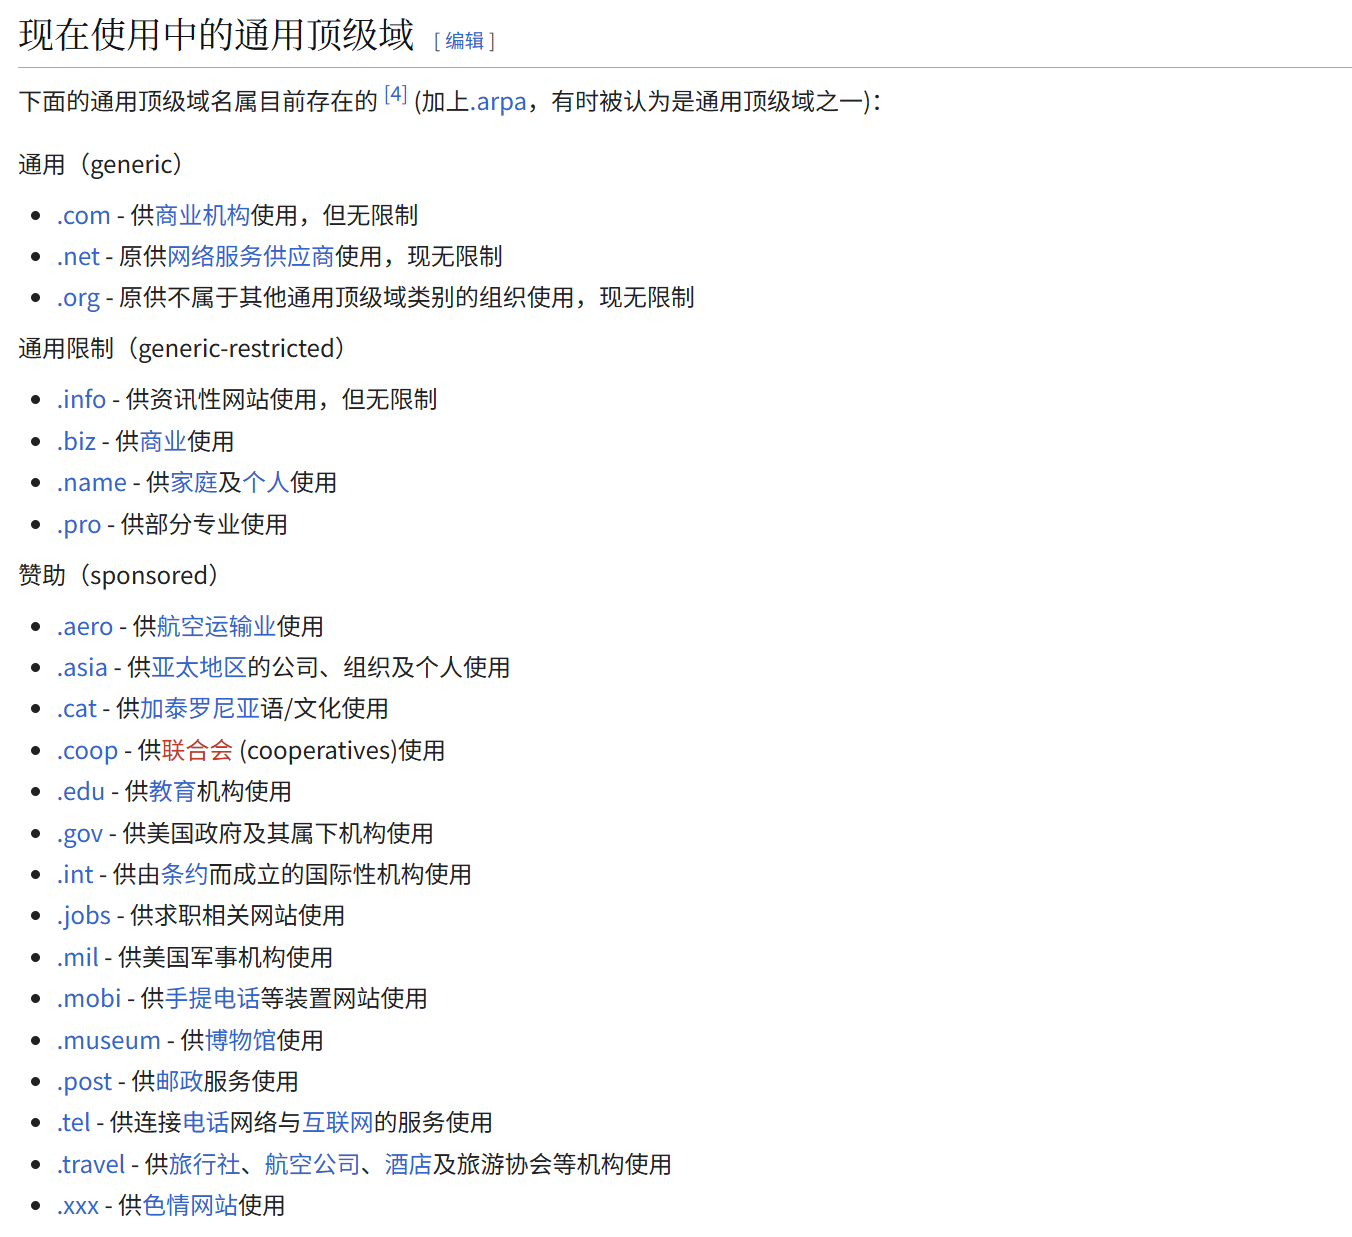 现在使用中的通用顶级域 [ 编辑 ]
下面的通用顶级域名属目前存在的 [4] (加上.arpa，有时被认为是通用顶级域之一)：
通用（generic）
.com - 供商业机构使用，但无限制
.net - 原供网络服务供应商使用，现无限制
.org - 原供不属于其他通用顶级域类别的组织使用，现无限制
通用限制（generic-restricted）
.info - 供资讯性网站使用，但无限制
.biz - 供商业使用
.name - 供家庭及个人使用
.pro - 供部分专业使用
赞助（sponsored）
.aero - 供航空运输业使用
.asia - 供亚太地区的公司、组织及个人使用
.cat - 供加泰罗尼亚语/文化使用
.coop - 供联合会 (cooperatives)使用
.edu - 供教育机构使用
.gov - 供美国政府及其属下机构使用
.int - 供由条约而成立的国际性机构使用
.jobs - 供求职相关网站使用
.mil - 供美国军事机构使用
.mobi - 供手提电话等装置网站使用
.museum - 供博物馆使用
.post - 供邮政服务使用
.tel - 供连接电话网络与互联网的服务使用
.travel - 供旅行社、航空公司、酒店及旅游协会等机构使用
.xxx - 供色情网站使用